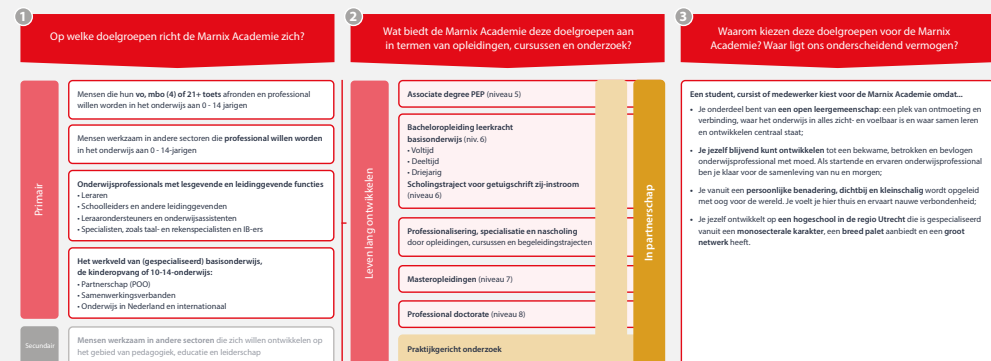 1
Op welke doelgroepen richt de Marnix Academie zich?
Primair
Mensen die hun vo, mbo (4) of 21+ toets afronden en professional
willen worden in het onderwijs aan 0 - 14 jarigen
Mensen werkzaam in andere sectoren die professional willen worden
in het onderwijs aan 0 - 14-jarigen
Onderwijsprofessionals met lesgevende en leidinggevende functies
• Leraren
• Schoolleiders en andere leidinggevenden
• Leraarondersteuners en onderwijsassistenten
• Specialisten, zoals taal- en rekenspecialisten en IB-ers
Het werkveld van (gespecialiseerd) basisonderwijs,
de kinderopvang of 10-14-onderwijs:
• Partnerschap (POO)
• Samenwerkingsverbanden
• Onderwijs in Nederland en internationaal
Secundair
Mensen werkzaam in andere sectoren die zich willen ontwikkelen op
het gebied van pedagogiek, educatie en leiderschap
2
Wat biedt de Marnix Academie deze doelgroepen aan
in termen van opleidingen, cursussen en onderzoek?
Leven lang ontwikkelen
Associate degree PEP (niveau 5)
Bacheloropleiding leerkracht
basisonderwijs (niv. 6)
• Voltijd
• Deeltijd
• Driejarig
Scholingstraject voor getuigschrift zij-instroom
(niveau 6)
Professionalisering, specialisatie en nascholing
door opleidingen, cursussen en begeleidingstrajecten
Masteropleidingen (niveau 7)
Professional doctorate (niveau 8)
Praktijkgericht onderzoek
In partnerschap
3
Waarom kiezen deze doelgroepen voor de Marnix
Academie? Waar ligt ons onderscheidend vermogen?
Een student, cursist of medewerker kiest voor de Marnix Academie omdat...
• Je onderdeel bent van een open leergemeenschap: een plek van ontmoeting en
verbinding, waar het onderwijs in alles zicht- en voelbaar is en waar samen leren
en ontwikkelen centraal staat;
• Je jezelf blijvend kunt ontwikkelen tot een bekwame, betrokken en bevlogen
onderwijsprofessional met moed. Als startende en ervaren onderwijsprofessional
ben je klaar voor de samenleving van nu en morgen;
• Je vanuit een persoonlijke benadering, dichtbij en kleinschalig wordt opgeleid
met oog voor de wereld. Je voelt je hier thuis en ervaart nauwe verbondenheid;
• Je jezelf ontwikkelt op een hogeschool in de regio Utrecht die is gespecialiseerd
vanuit een monosecterale karakter, een breed palet aanbiedt en een groot
netwerk heeft.